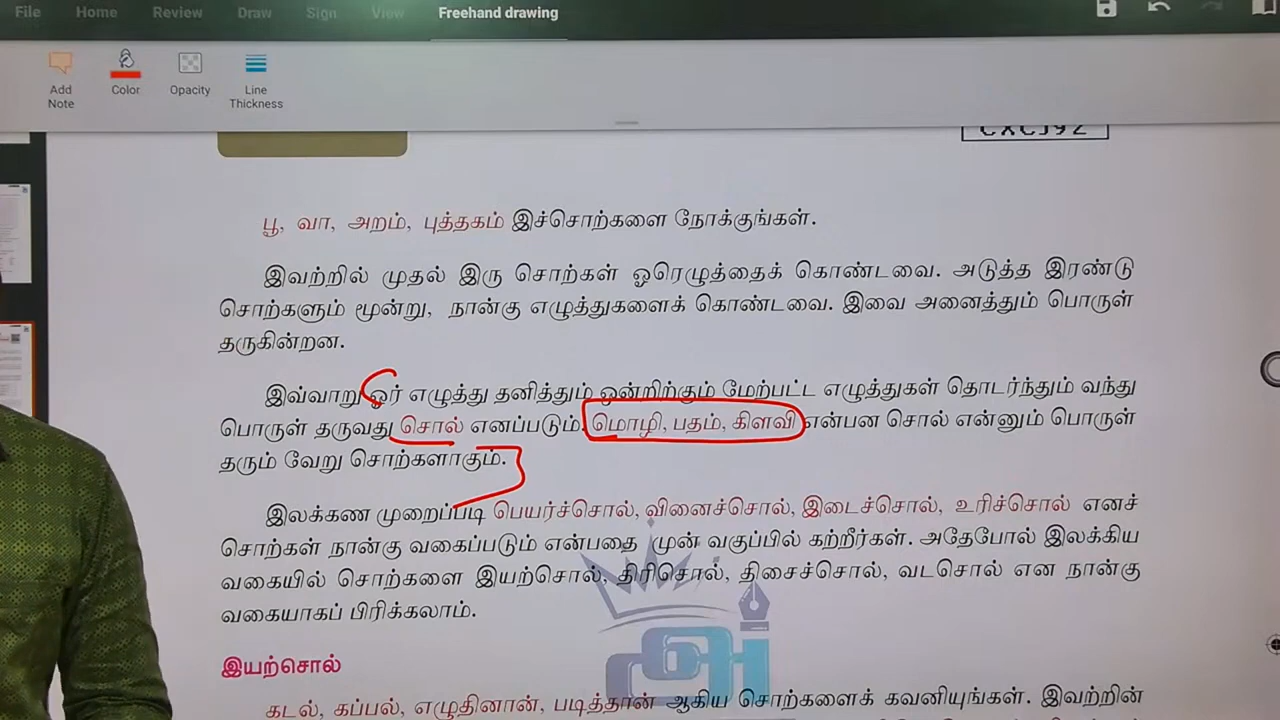 File Home Review Draw Sign View Freehand drawing
Add Note Color Opacity Line Thickness
CXCJ92
பூ, வா, அறம், புத்தகம் இச்சொற்களை நோக்குங்கள்.
இவற்றில் முதல் இரு சொற்கள் ஓரெழுத்தைக் கொண்டவை. அடுத்த இரண்டு
சொற்களும் மூன்று, நான்கு எழுத்துகளைக் கொண்டவை. இவை அனைத்தும் பொருள்
தருகின்றன.
இவ்வாறு ஓர் எழுத்து தனித்தும் ஒன்றிற்கும் மேற்பட்ட எழுத்துகள் தொடர்ந்தும் வந்து
பொருள் தருவது சொல் எனப்படும். மொழி, பதம், கிளவி என்பன சொல் என்னும் பொருள்
தரும் வேறு சொற்களாகும்.
இலக்கண முறைப்படி பெயர்ச்சொல், வினைச்சொல், இடைச்சொல், உரிச்சொல் எனச்
சொற்கள் நான்கு வகைப்படும் என்பதை முன் வகுப்பில் கற்றீர்கள். அதேபோல் இலக்கிய
வகையில் சொற்களை இயற்சொல், திரிசொல், திசைச்சொல், வடசொல் என நான்கு
வகையாகப் பிரிக்கலாம்.
இயற்சொல்
கடல், கப்பல், எழுதினான், படித்தான் ஆகிய சொற்களைக் கவனியுங்கள். இவற்றின்